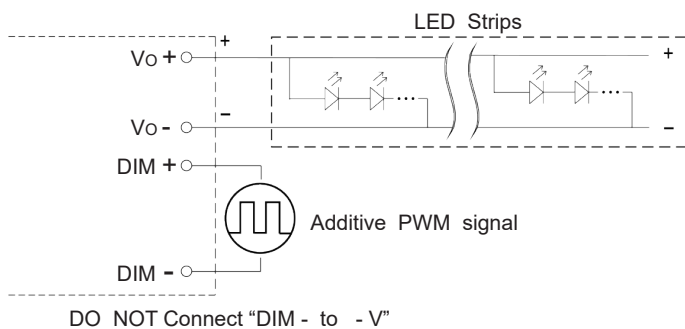 LED Strips
Vo + +
+
Vo - –
–
DIM +
Additive PWM signal
DIM -
DO NOT Connect “DIM - to - V”